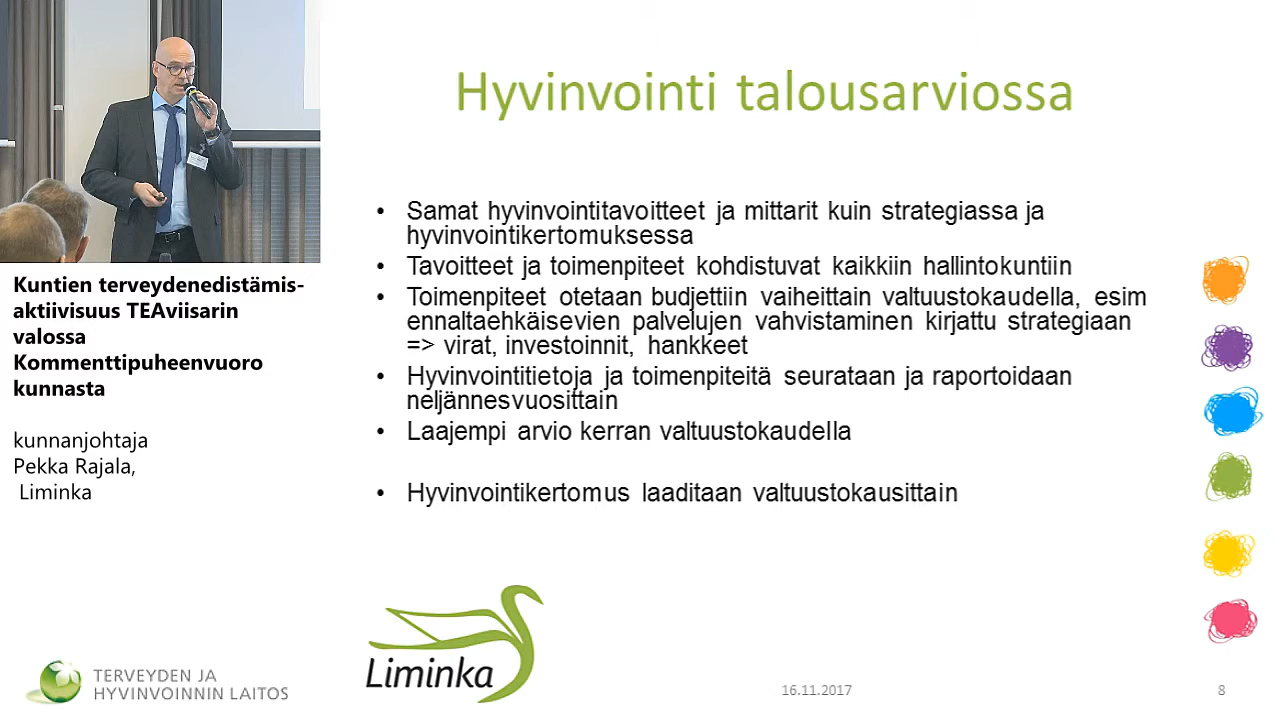 Hyvinvointi talousarviossa
• Samat hyvinvointitavoitteet ja mittarit kuin strategiassa ja
hyvinvointikertomuksessa
• Tavoitteet ja toimenpiteet kohdistuvat kaikkiin hallintokuntiin
• Toimenpiteet otetaan budjettiin vaiheittain valtuustokaudella, esim
ennaltaehkäisevien palvelujen vahvistaminen kirjattu strategiaan
=> virat, investoinnit, hankkeet
• Hyvinvointitietoja ja toimenpiteitä seurataan ja raportoidaan
neljännesvuosittain
• Laajempi arvio kerran valtuustokaudella
• Hyvinvointikertomus laaditaan valtuustokausittain
Kuntien terveydenedistämis-
aktiivisuus TEAviisarin
valossa
Kommenttipuheenvuoro
kunnasta
kunnanjohtaja
Pekka Rajala,
Liminka
TERVEYDEN JA
HYVINVOINNIN LAITOS
Liminka
16.11.2017
8